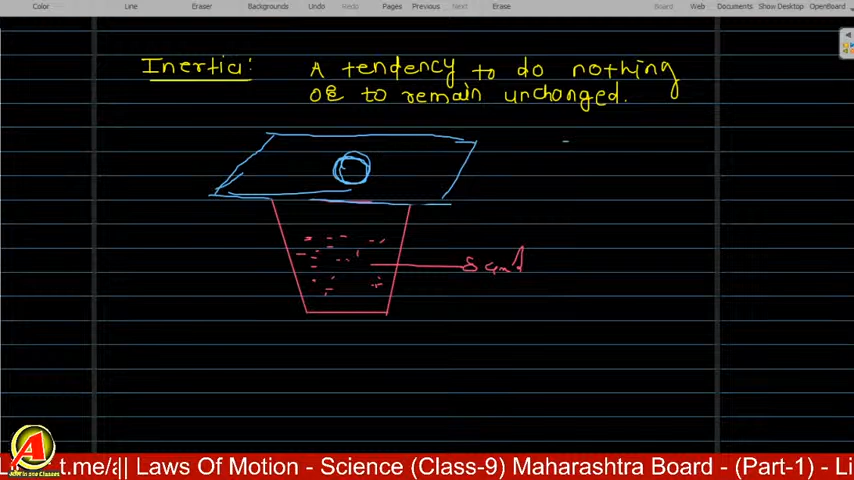 Color Line Eraser Backgrounds Undo Redo Pages Previous Next Erase Board Web Documents Show Desktop OpenBoard
Inertia: A tendency to do nothing
OR to remain unchanged.
Sand
A
|| Laws Of Motion - Science (Class-9) Maharashtra Board - (Part-1) - Li